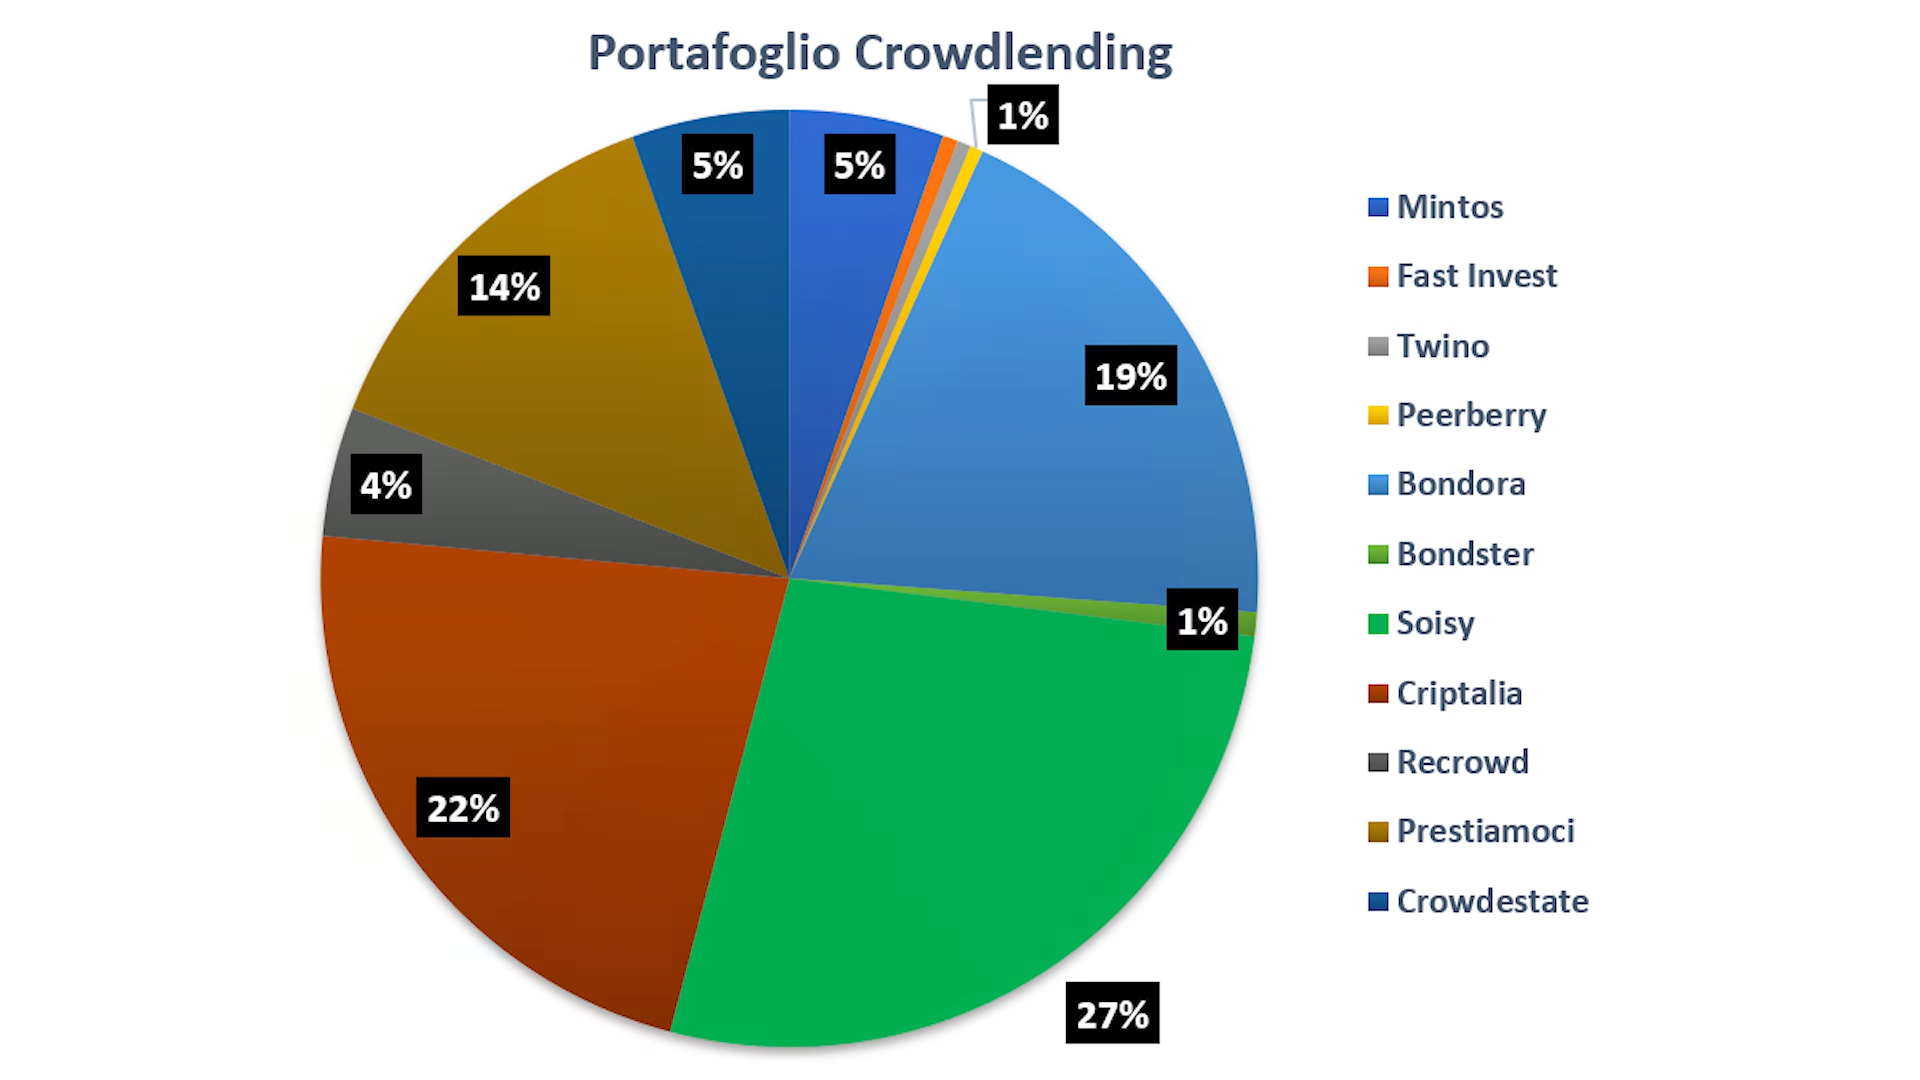 Portafoglio Crowdlending
1%
5%
5%
14%
19%
4%
1%
22%
27%
Mintos
Fast Invest
Twino
Peerberry
Bondora
Bondster
Soisy
Criptalia
Recrowd
Prestiamoci
Crowdestate